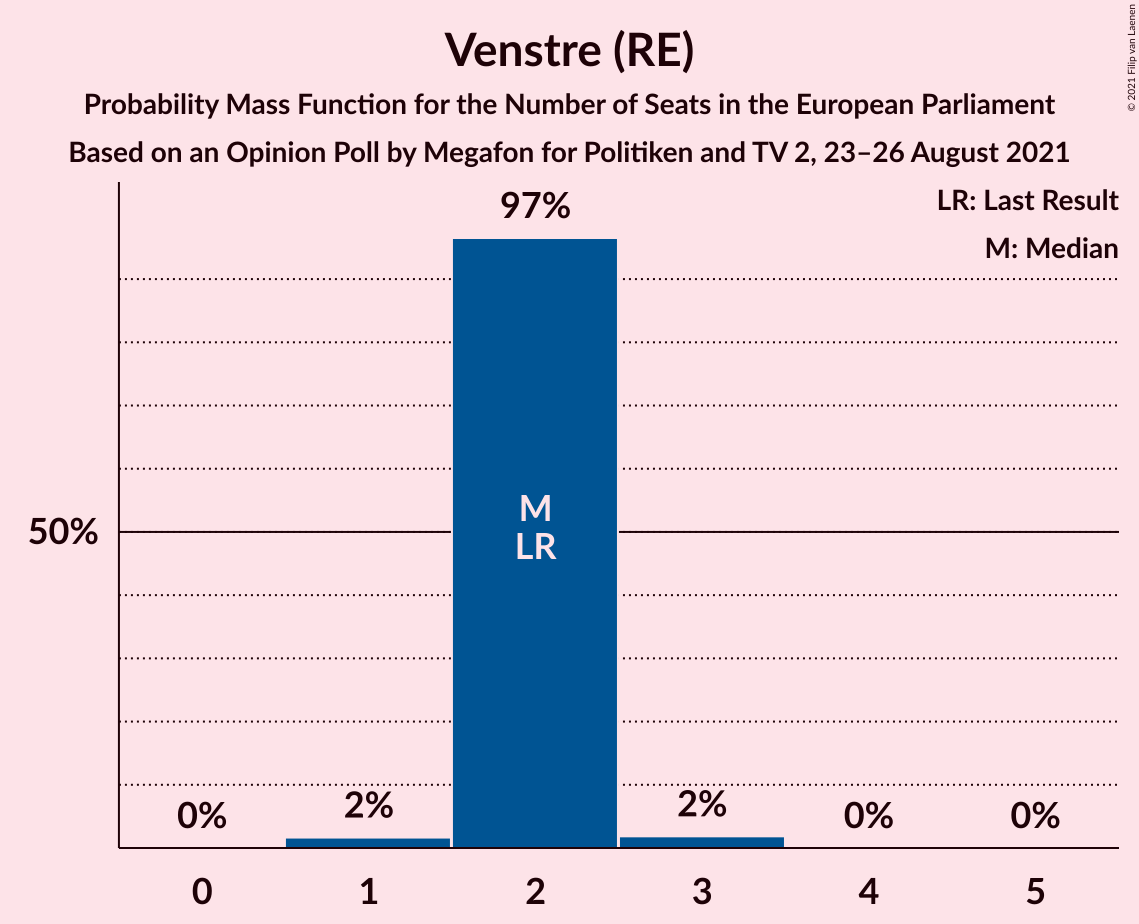 Venstre (RE)
Probability Mass Function for the Number of Seats in the European Parliament
Based on an Opinion Poll by Megafon for Politiken and TV 2, 23–26 August 2021
© 2021 Filip van Laenen
LR: Last Result
M: Median
97%
M
LR
50%
0%
2%
2%
0%
0%
0
1
2
3
4
5